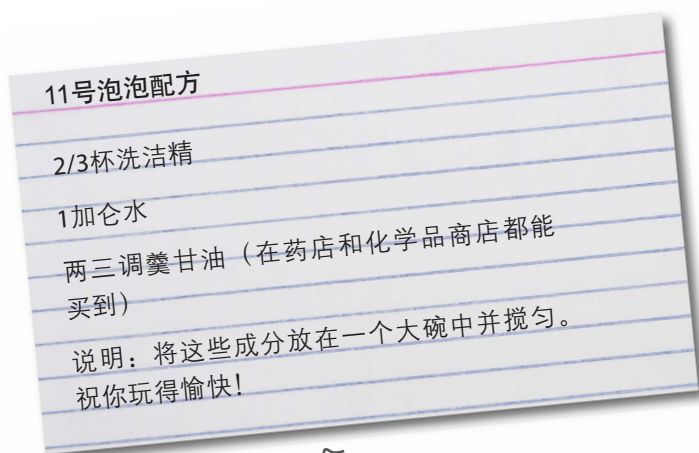 11号泡泡配方
2/3杯洗洁精
1加仑水
两三调羹甘油（在药店和化学品商店都能
买到）
说明：将这些成分放在一个大碗中并搅匀。
祝你玩得愉快！